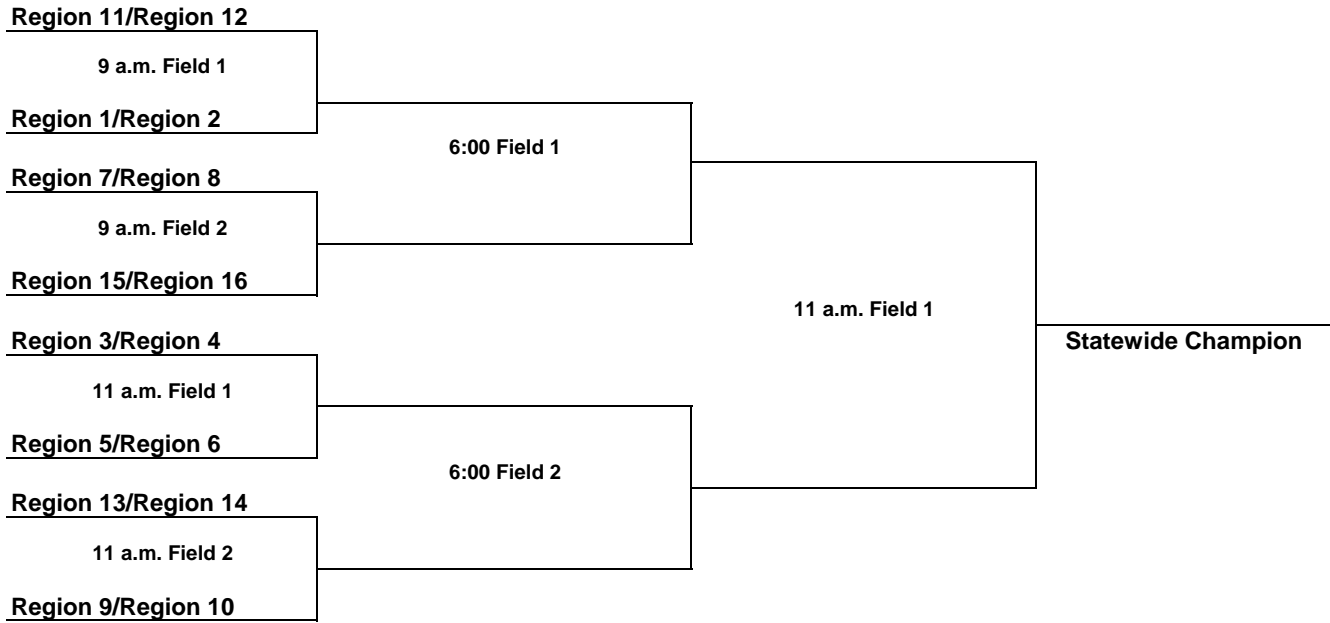 Region 11/Region 12
9 a.m. Field 1
Region 1/Region 2
6:00 Field 1
Region 7/Region 8
9 a.m. Field 2
Region 15/Region 16
11 a.m. Field 1
Region 3/Region 4
Statewide Champion
11 a.m. Field 1
Region 5/Region 6
6:00 Field 2
Region 13/Region 14
11 a.m. Field 2
Region 9/Region 10